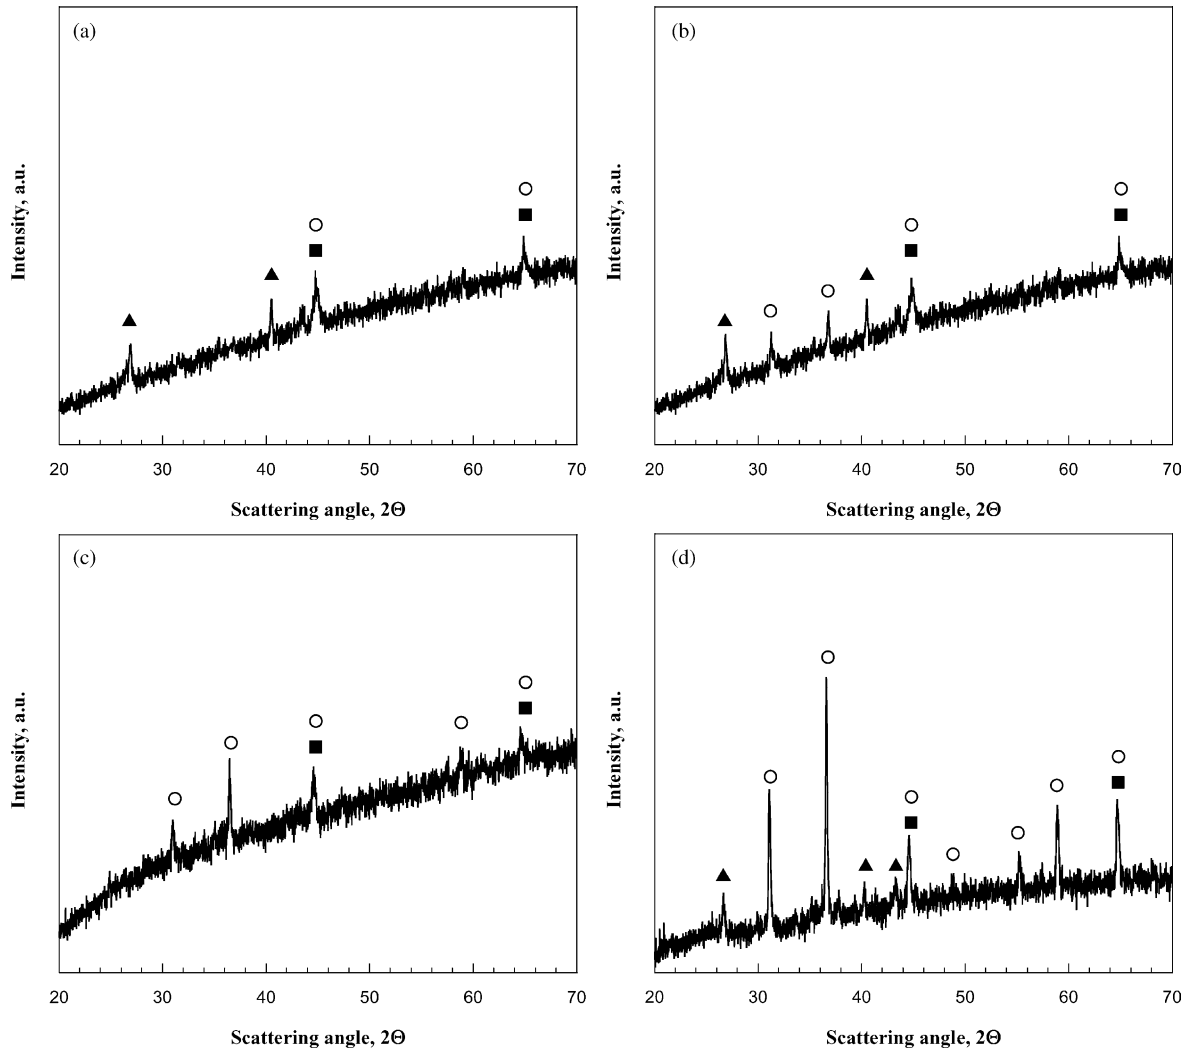 (a)
Intensity, a.u.
20 30 40 50 60 70
Scattering angle, 2Θ
(b)
Intensity, a.u.
20 30 40 50 60 70
Scattering angle, 2Θ
(c)
Intensity, a.u.
20 30 40 50 60 70
Scattering angle, 2Θ
(d)
Intensity, a.u.
20 30 40 50 60 70
Scattering angle, 2Θ